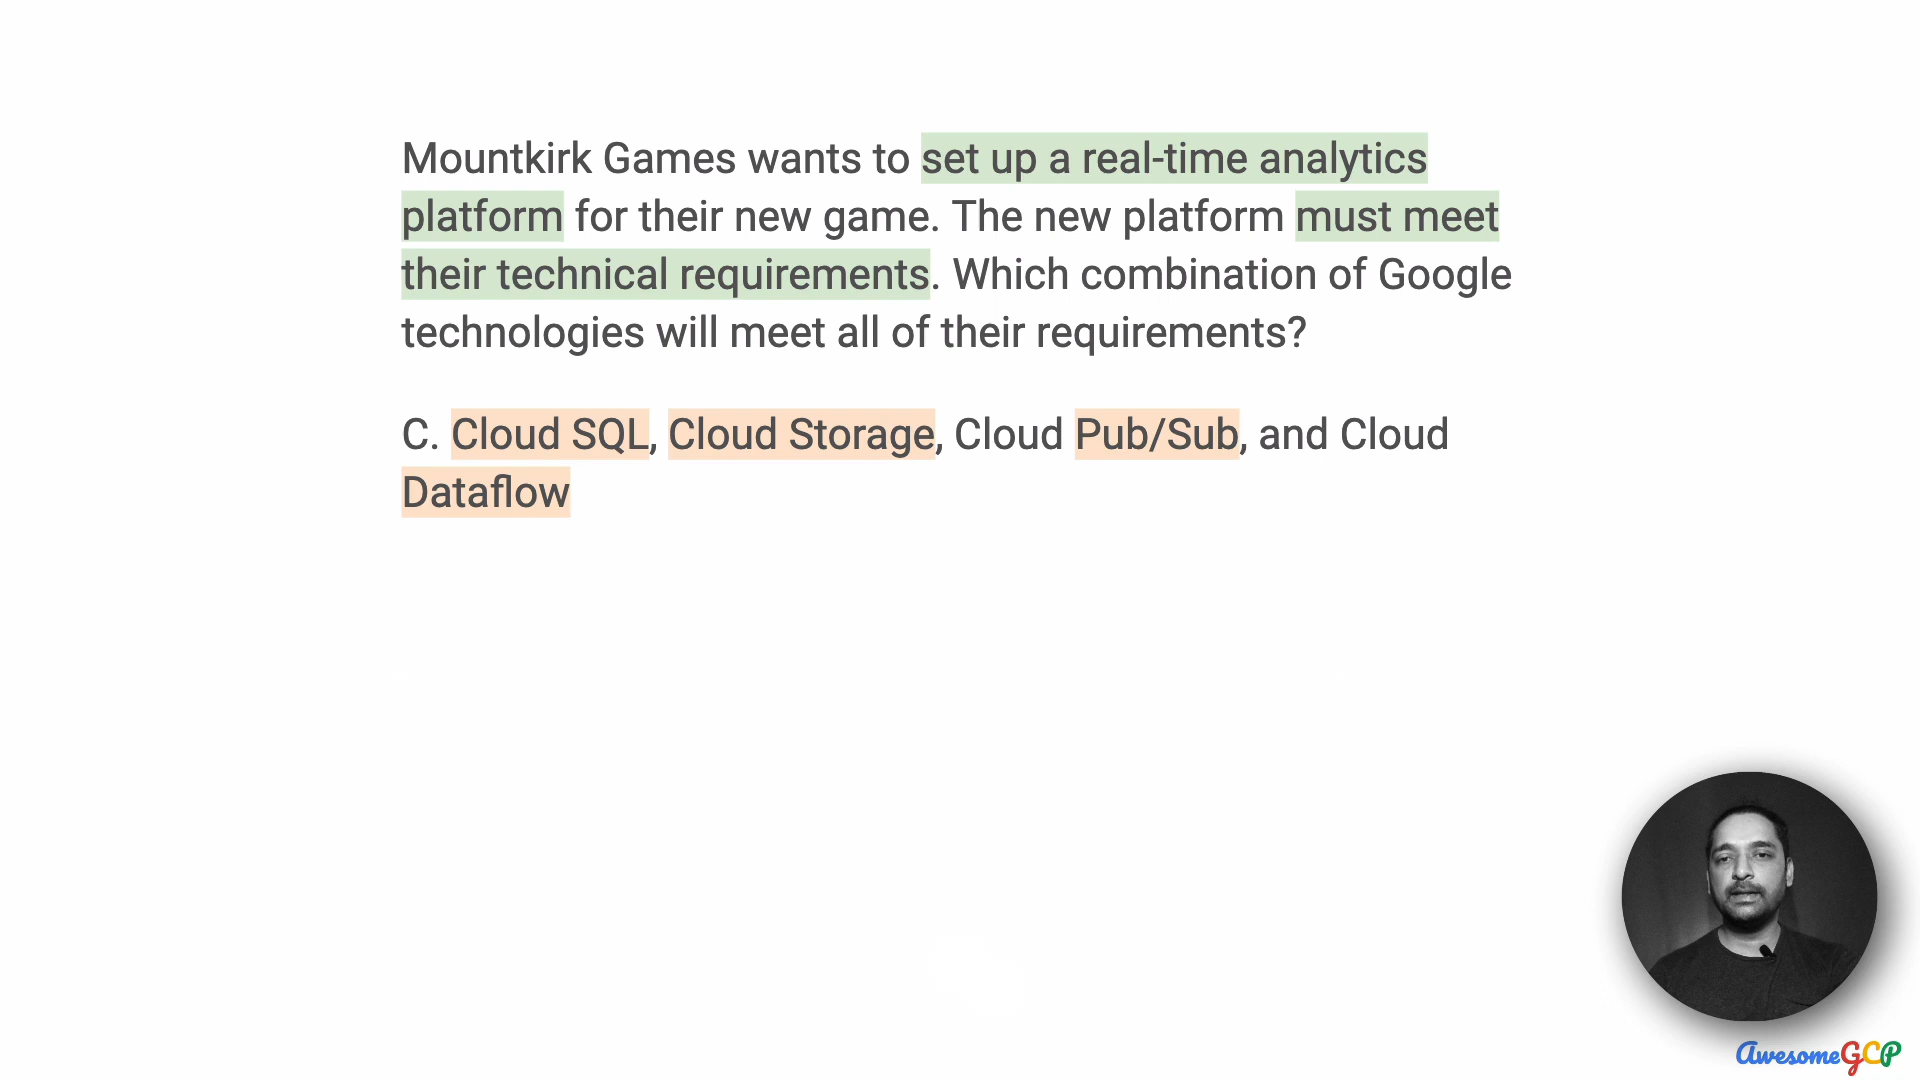 Mountkirk Games wants to set up a real-time analytics
platform for their new game. The new platform must meet
their technical requirements. Which combination of Google
technologies will meet all of their requirements?
C. Cloud SQL, Cloud Storage, Cloud Pub/Sub, and Cloud
Dataflow
AwesomeGCP